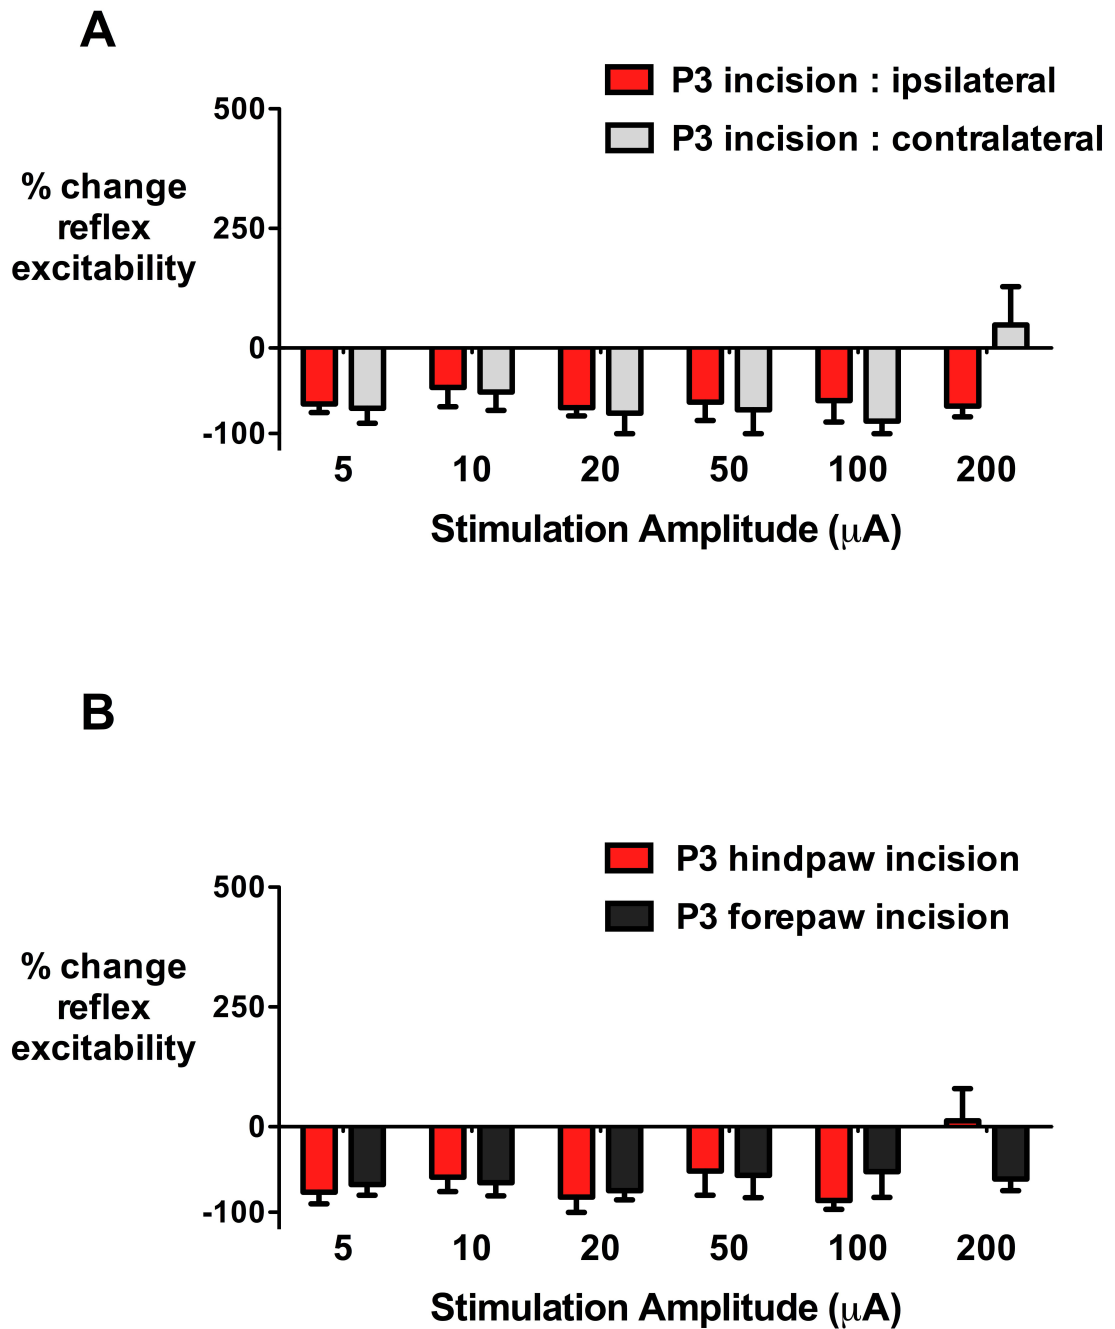 A
P3 incision : ipsilateral
P3 incision : contralateral
500
250
0
-100
% change
reflex
excitability
5 10 20 50 100 200
Stimulation Amplitude (μA)
B
P3 hindpaw incision
P3 forepaw incision
500
250
0
-100
% change
reflex
excitability
5 10 20 50 100 200
Stimulation Amplitude (μA)